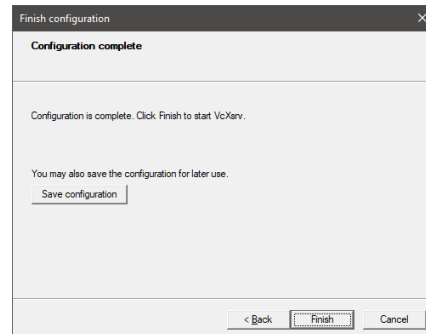 Finish configuration
Configuration complete
Configuration is complete. Click Finish to start VcXsrv.
You may also save the configuration for later use.
Save configuration
< Back Finish Cancel